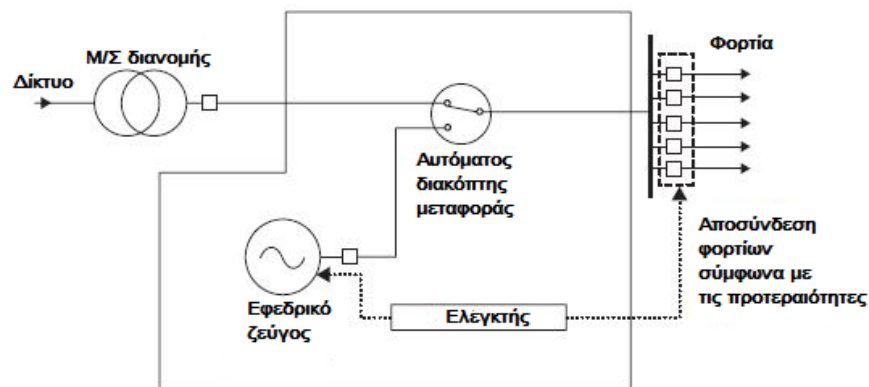 Μ/Σ διανομής
Δίκτυο
Φορτία
Αυτόματος
διακόπτης
μεταφοράς
Αποσύνδεση
φορτίων
σύμφωνα με
τις προτεραιότητες
Εφεδρικό
ζεύγος
Ελεγκτής